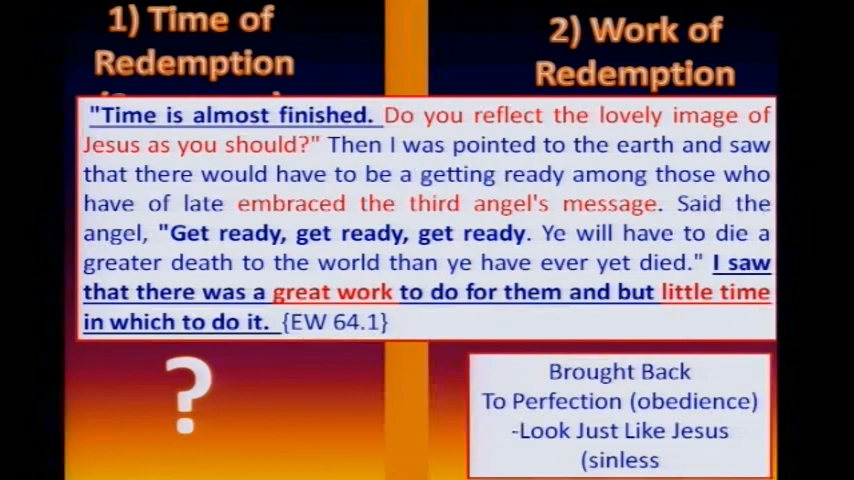 1) Time of
Redemption
2) Work of
Redemption
"Time is almost finished. Do you reflect the lovely image of
Jesus as you should?" Then I was pointed to the earth and saw
that there would have to be a getting ready among those who
have of late embraced the third angel's message. Said the
angel, "Get ready, get ready, get ready. Ye will have to die a
greater death to the world than ye have ever yet died." I saw
that there was a great work to do for them and but little time
in which to do it. {EW 64.1}
?
Brought Back
To Perfection (obedience)
-Look Just Like Jesus
(sinless